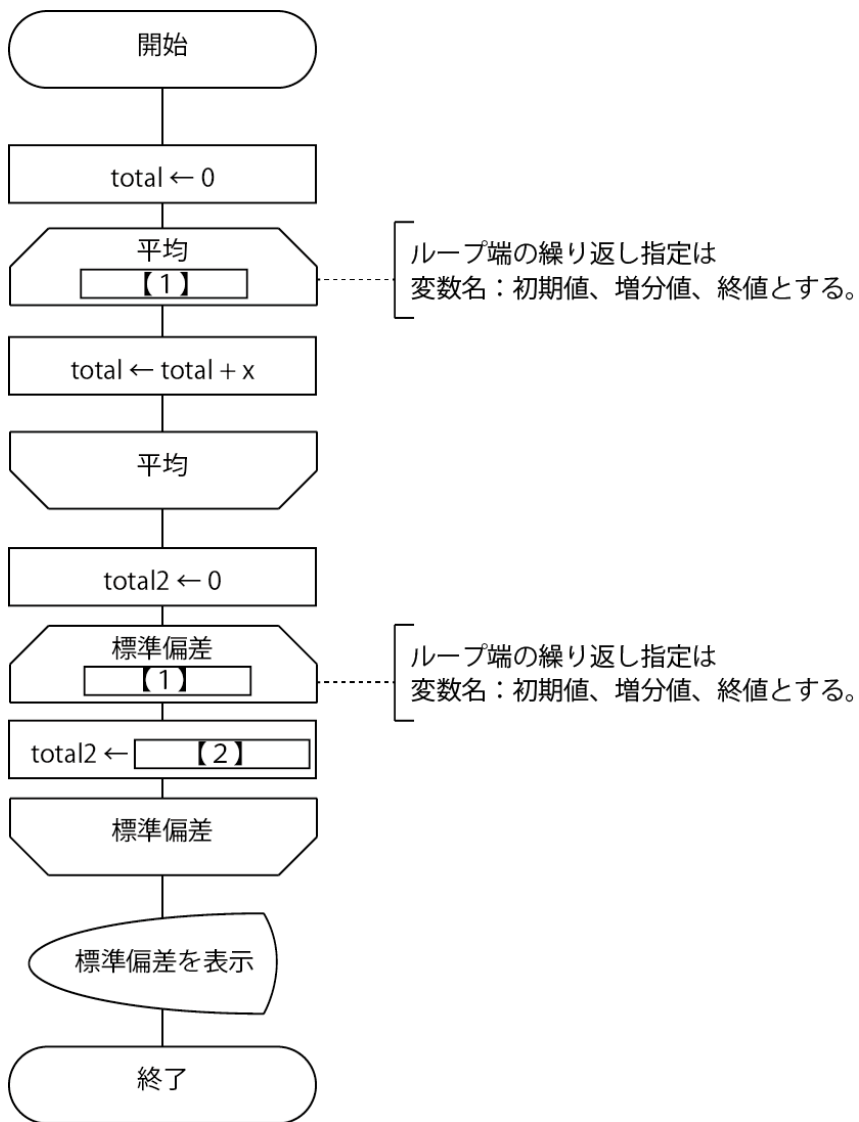 開始
total ← 0
平均
【1】
ループ端の繰り返し指定は
変数名：初期値、増分値、終値とする。
total ← total + x
平均
total2 ← 0
標準偏差
【1】
ループ端の繰り返し指定は
変数名：初期値、増分値、終値とする。
total2 ← 【2】
標準偏差
標準偏差を表示
終了